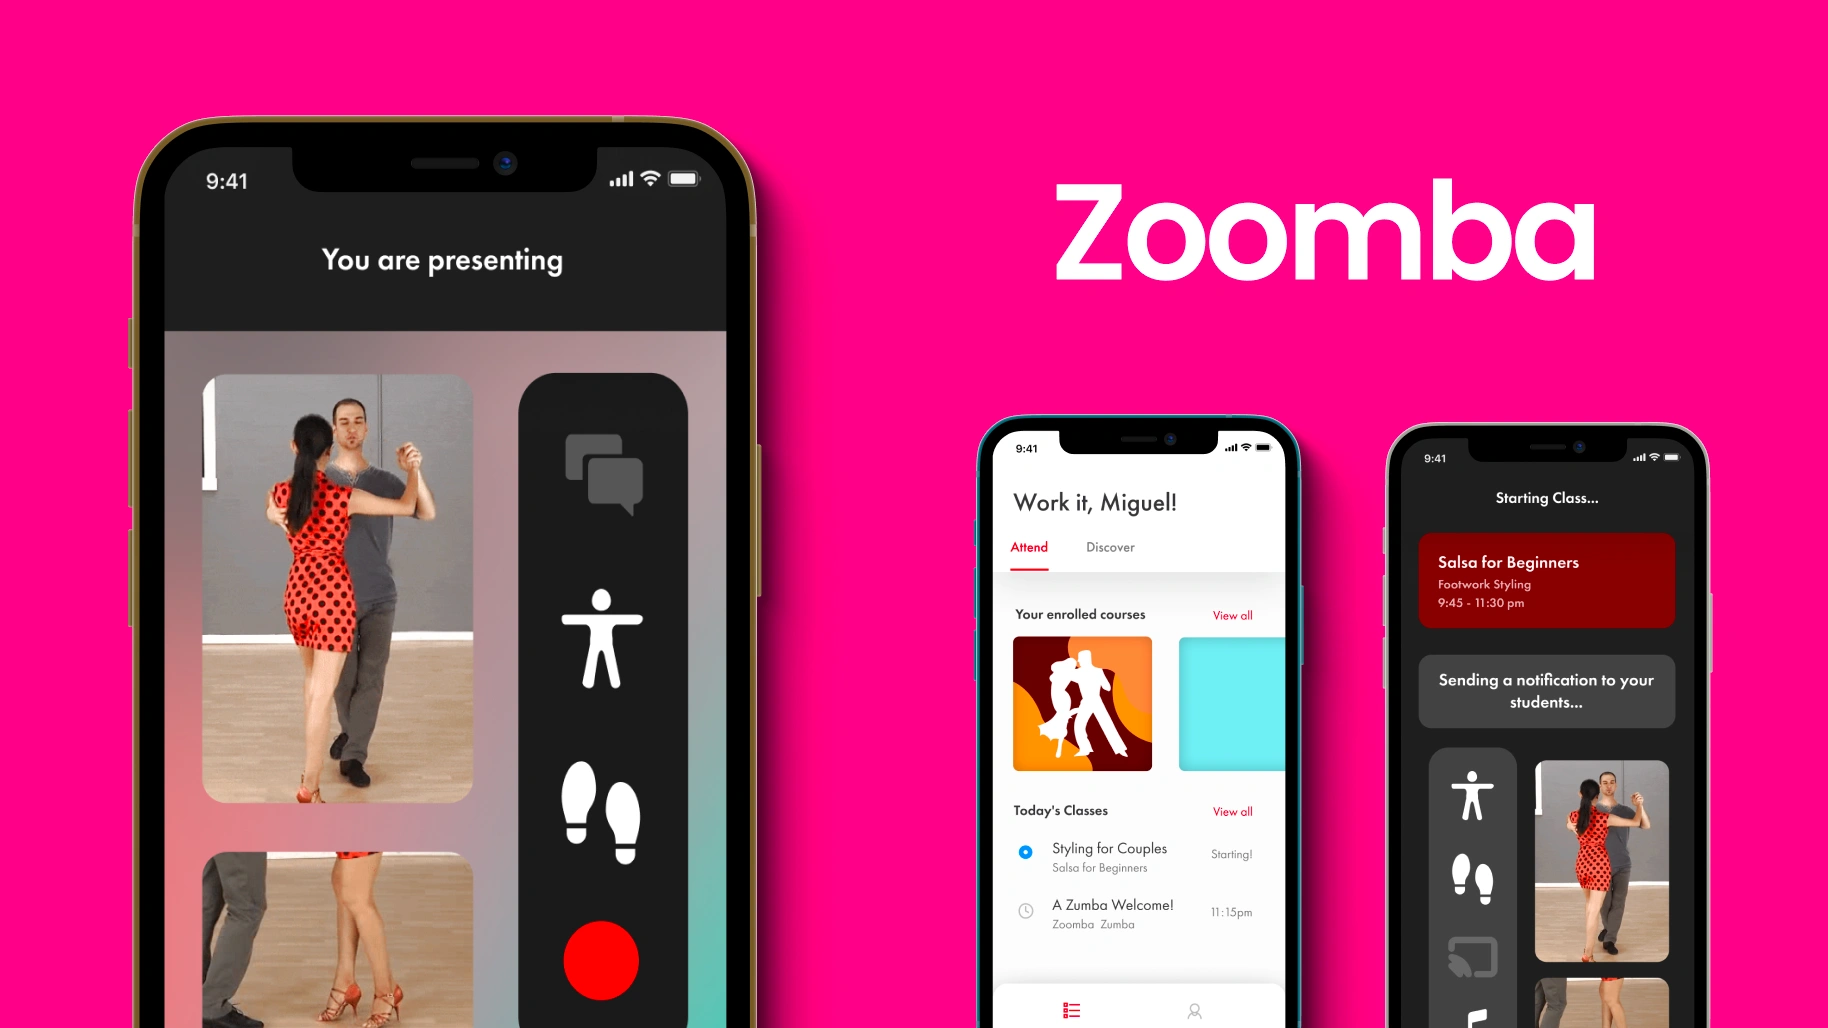 9:41
You are presenting
Zoomba
9:41
Work it, Miguel!
Attend
Discover
Your enrolled courses
View all
Today's Classes
View all
Styling for Couples
Starting!
Salsa for Beginners
A Zumba Welcome!
11:15pm
Zoomba Zumba
9:41
Starting Class...
Salsa for Beginners
Footwork Styling
9:45 - 11:30 pm
Sending a notification to your
students...